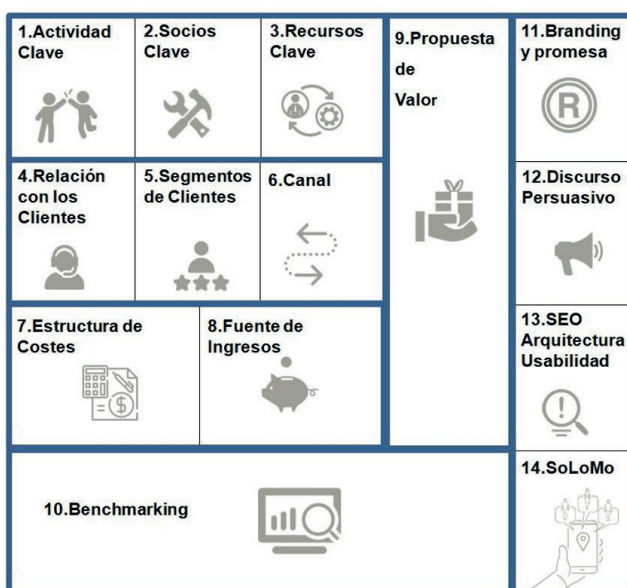 1.Actividad
Clave
2.Socios
Clave
3.Recursos
Clave
9.Propuesta
de
Valor
11.Branding
y promesa
R
4.Relación
con los
Clientes
5.Segmentos
de Clientes
6.Canal
12.Discurso
Persuasivo
7.Estructura de
Costes
$
8.Fuente de
Ingresos
13.SEO
Arquitectura
Usabilidad
!
10.Benchmarking
14.SoLoMo